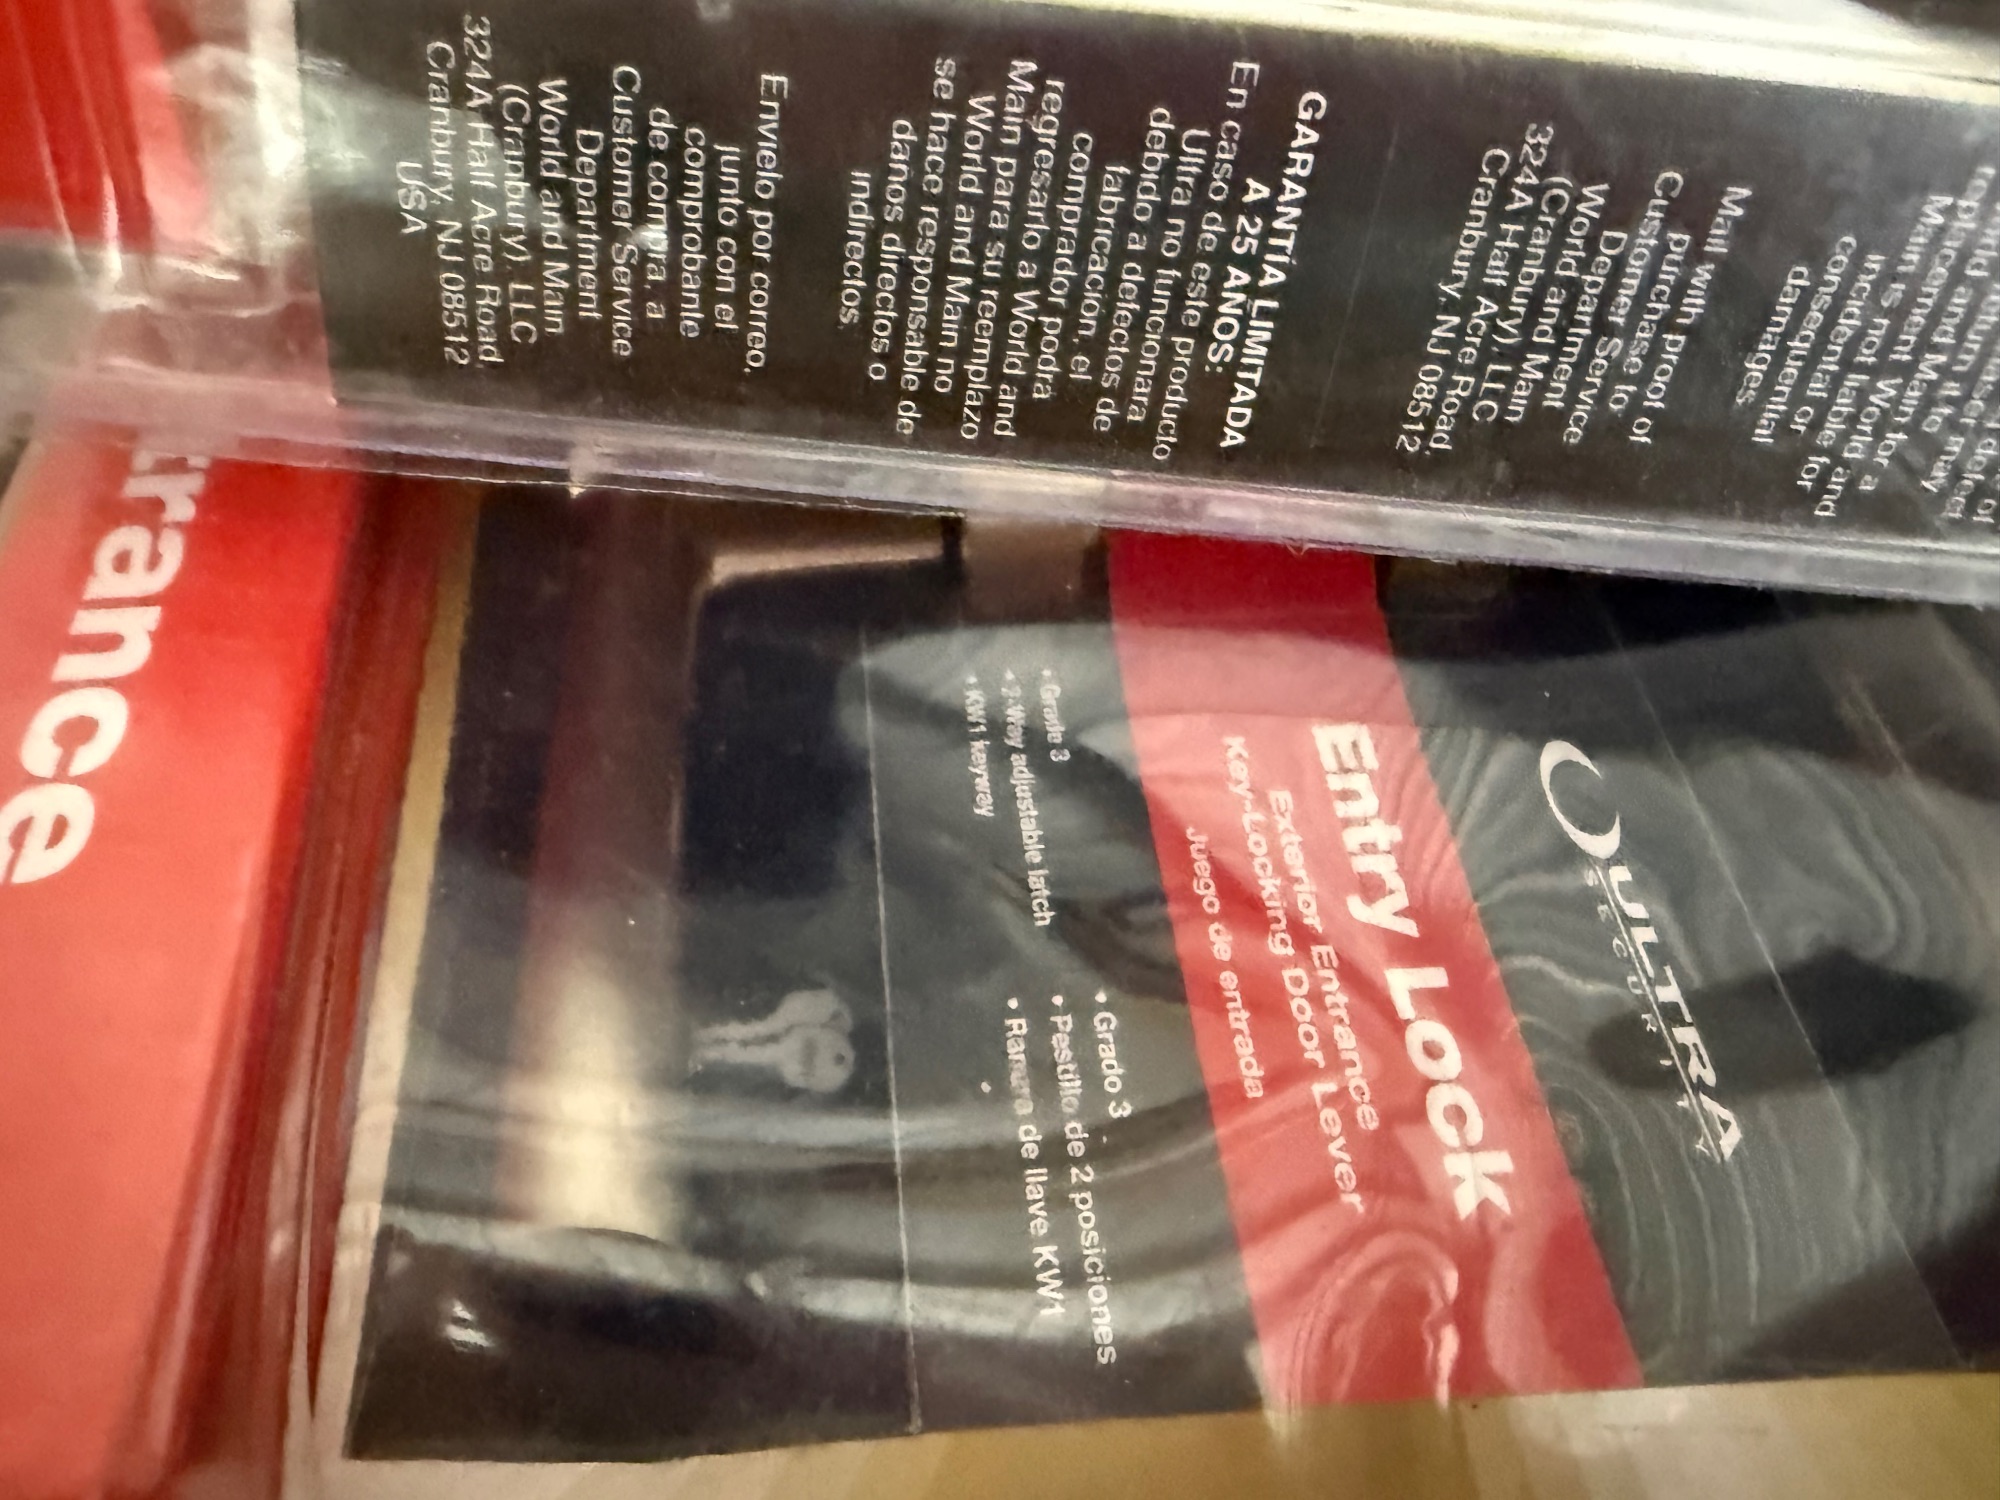 replacement. World and
Main is not liable for
incidental or
consequential
damages.
Mail with proof of
purchase to
Customer Service
Department
World and Main
(Cranbury), LLC
324A Half Acre Road,
Cranbury, NJ 08512
GARANTÍA LIMITADA
A 25 AÑOS:
En caso de este producto
Ultra no funcionara
debido a defectos de
fabricación, el
comprador podrá
regresarlo a World and
Main para su reemplazo
World and Main no
se hace responsable de
daños directos o
indirectos.
Envíelo por correo,
junto con el
comprobante
de compra, a
Customer Service
Department
World and Main
(Cranbury), LLC
324A Half Acre Road,
Cranbury, NJ 08512
USA
ULTRA
SECURITY
Entry Lock
Exterior Entrance
Key-Locking Door Lever
Juego de entrada
• Grade 3
• 2-Way adjustable latch
• KW1 keyway
• Grado 3
• Pestillo de 2 posiciones
• Ranura de llave KW1
trance